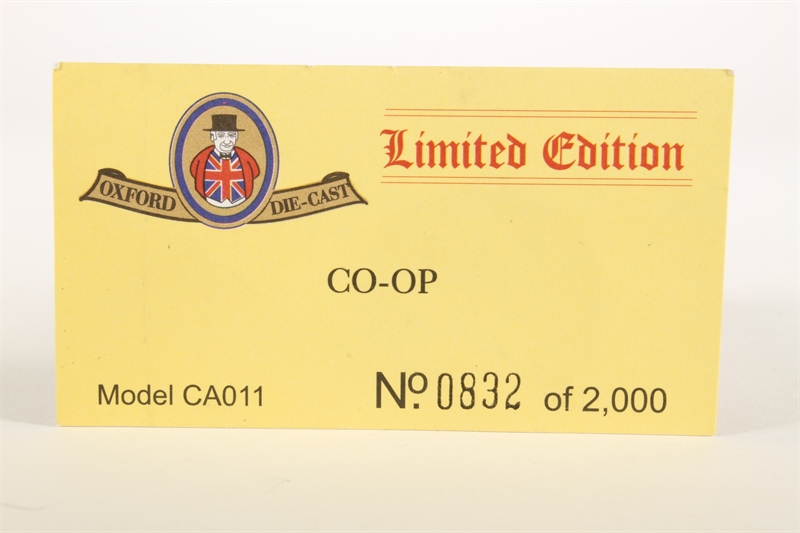 OXFORD DIE-CAST
Limited Edition
CO-OP
Model CA011
Nº. 0832 of 2,000